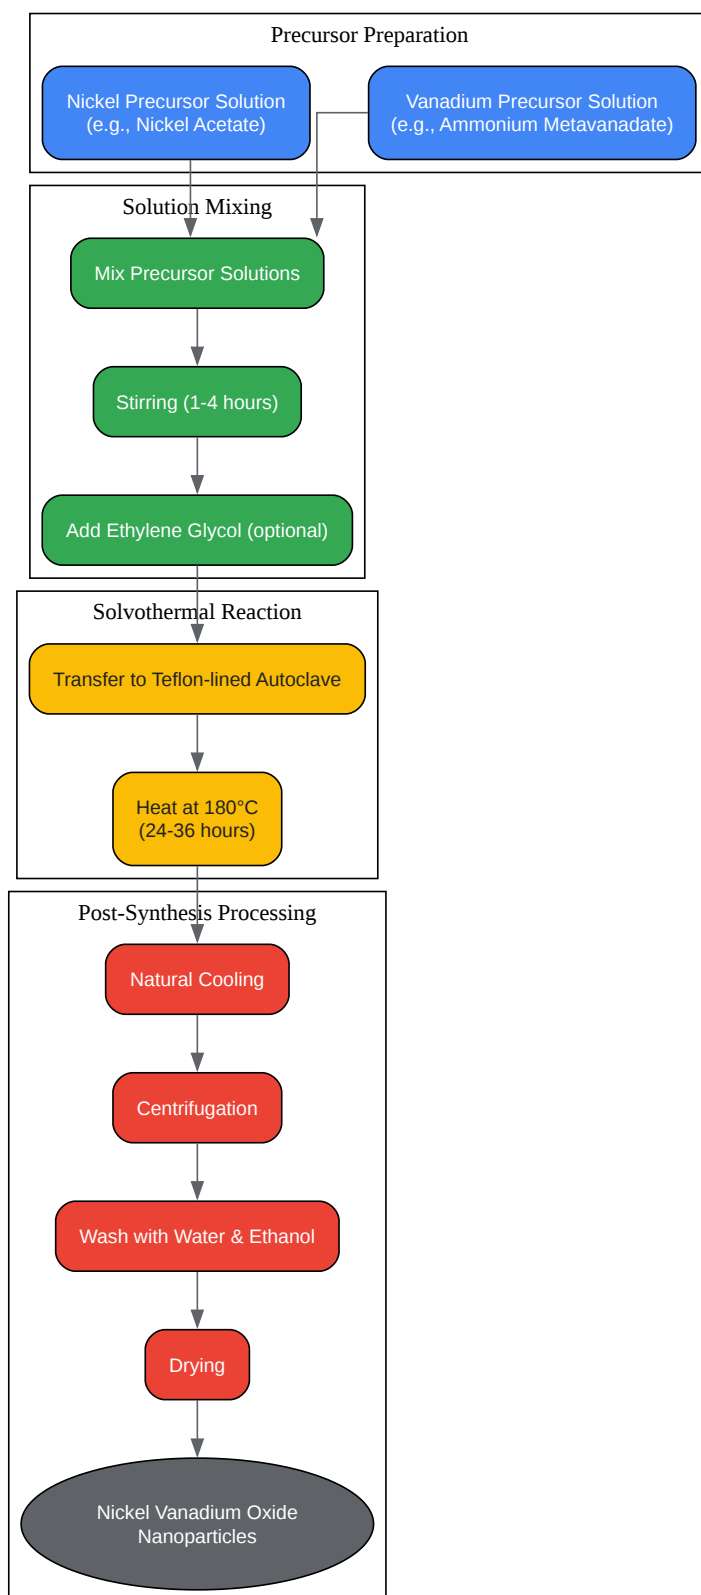 Precursor Preparation
Nickel Precursor Solution
(e.g., Nickel Acetate)
Vanadium Precursor Solution
(e.g., Ammonium Metavanadate)
Solution Mixing
Mix Precursor Solutions
Stirring (1-4 hours)
Add Ethylene Glycol (optional)
Solvothermal Reaction
Transfer to Teflon-lined Autoclave
Heat at 180°C
(24-36 hours)
Post-Synthesis Processing
Natural Cooling
Centrifugation
Wash with Water & Ethanol
Drying
Nickel Vanadium Oxide
Nanoparticles